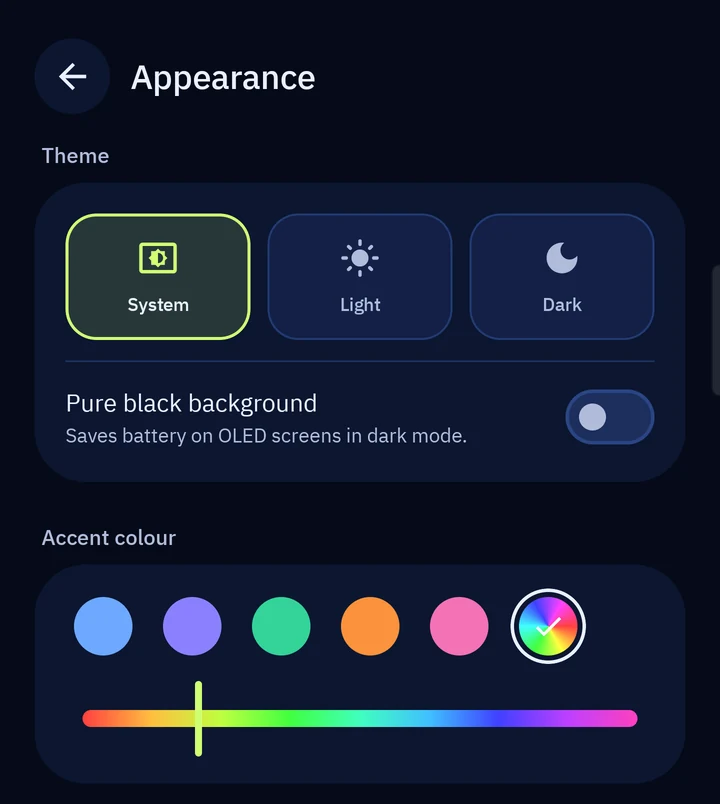 Appearance
Theme
System
Light
Dark
Pure black background
Saves battery on OLED screens in dark mode.
Accent colour